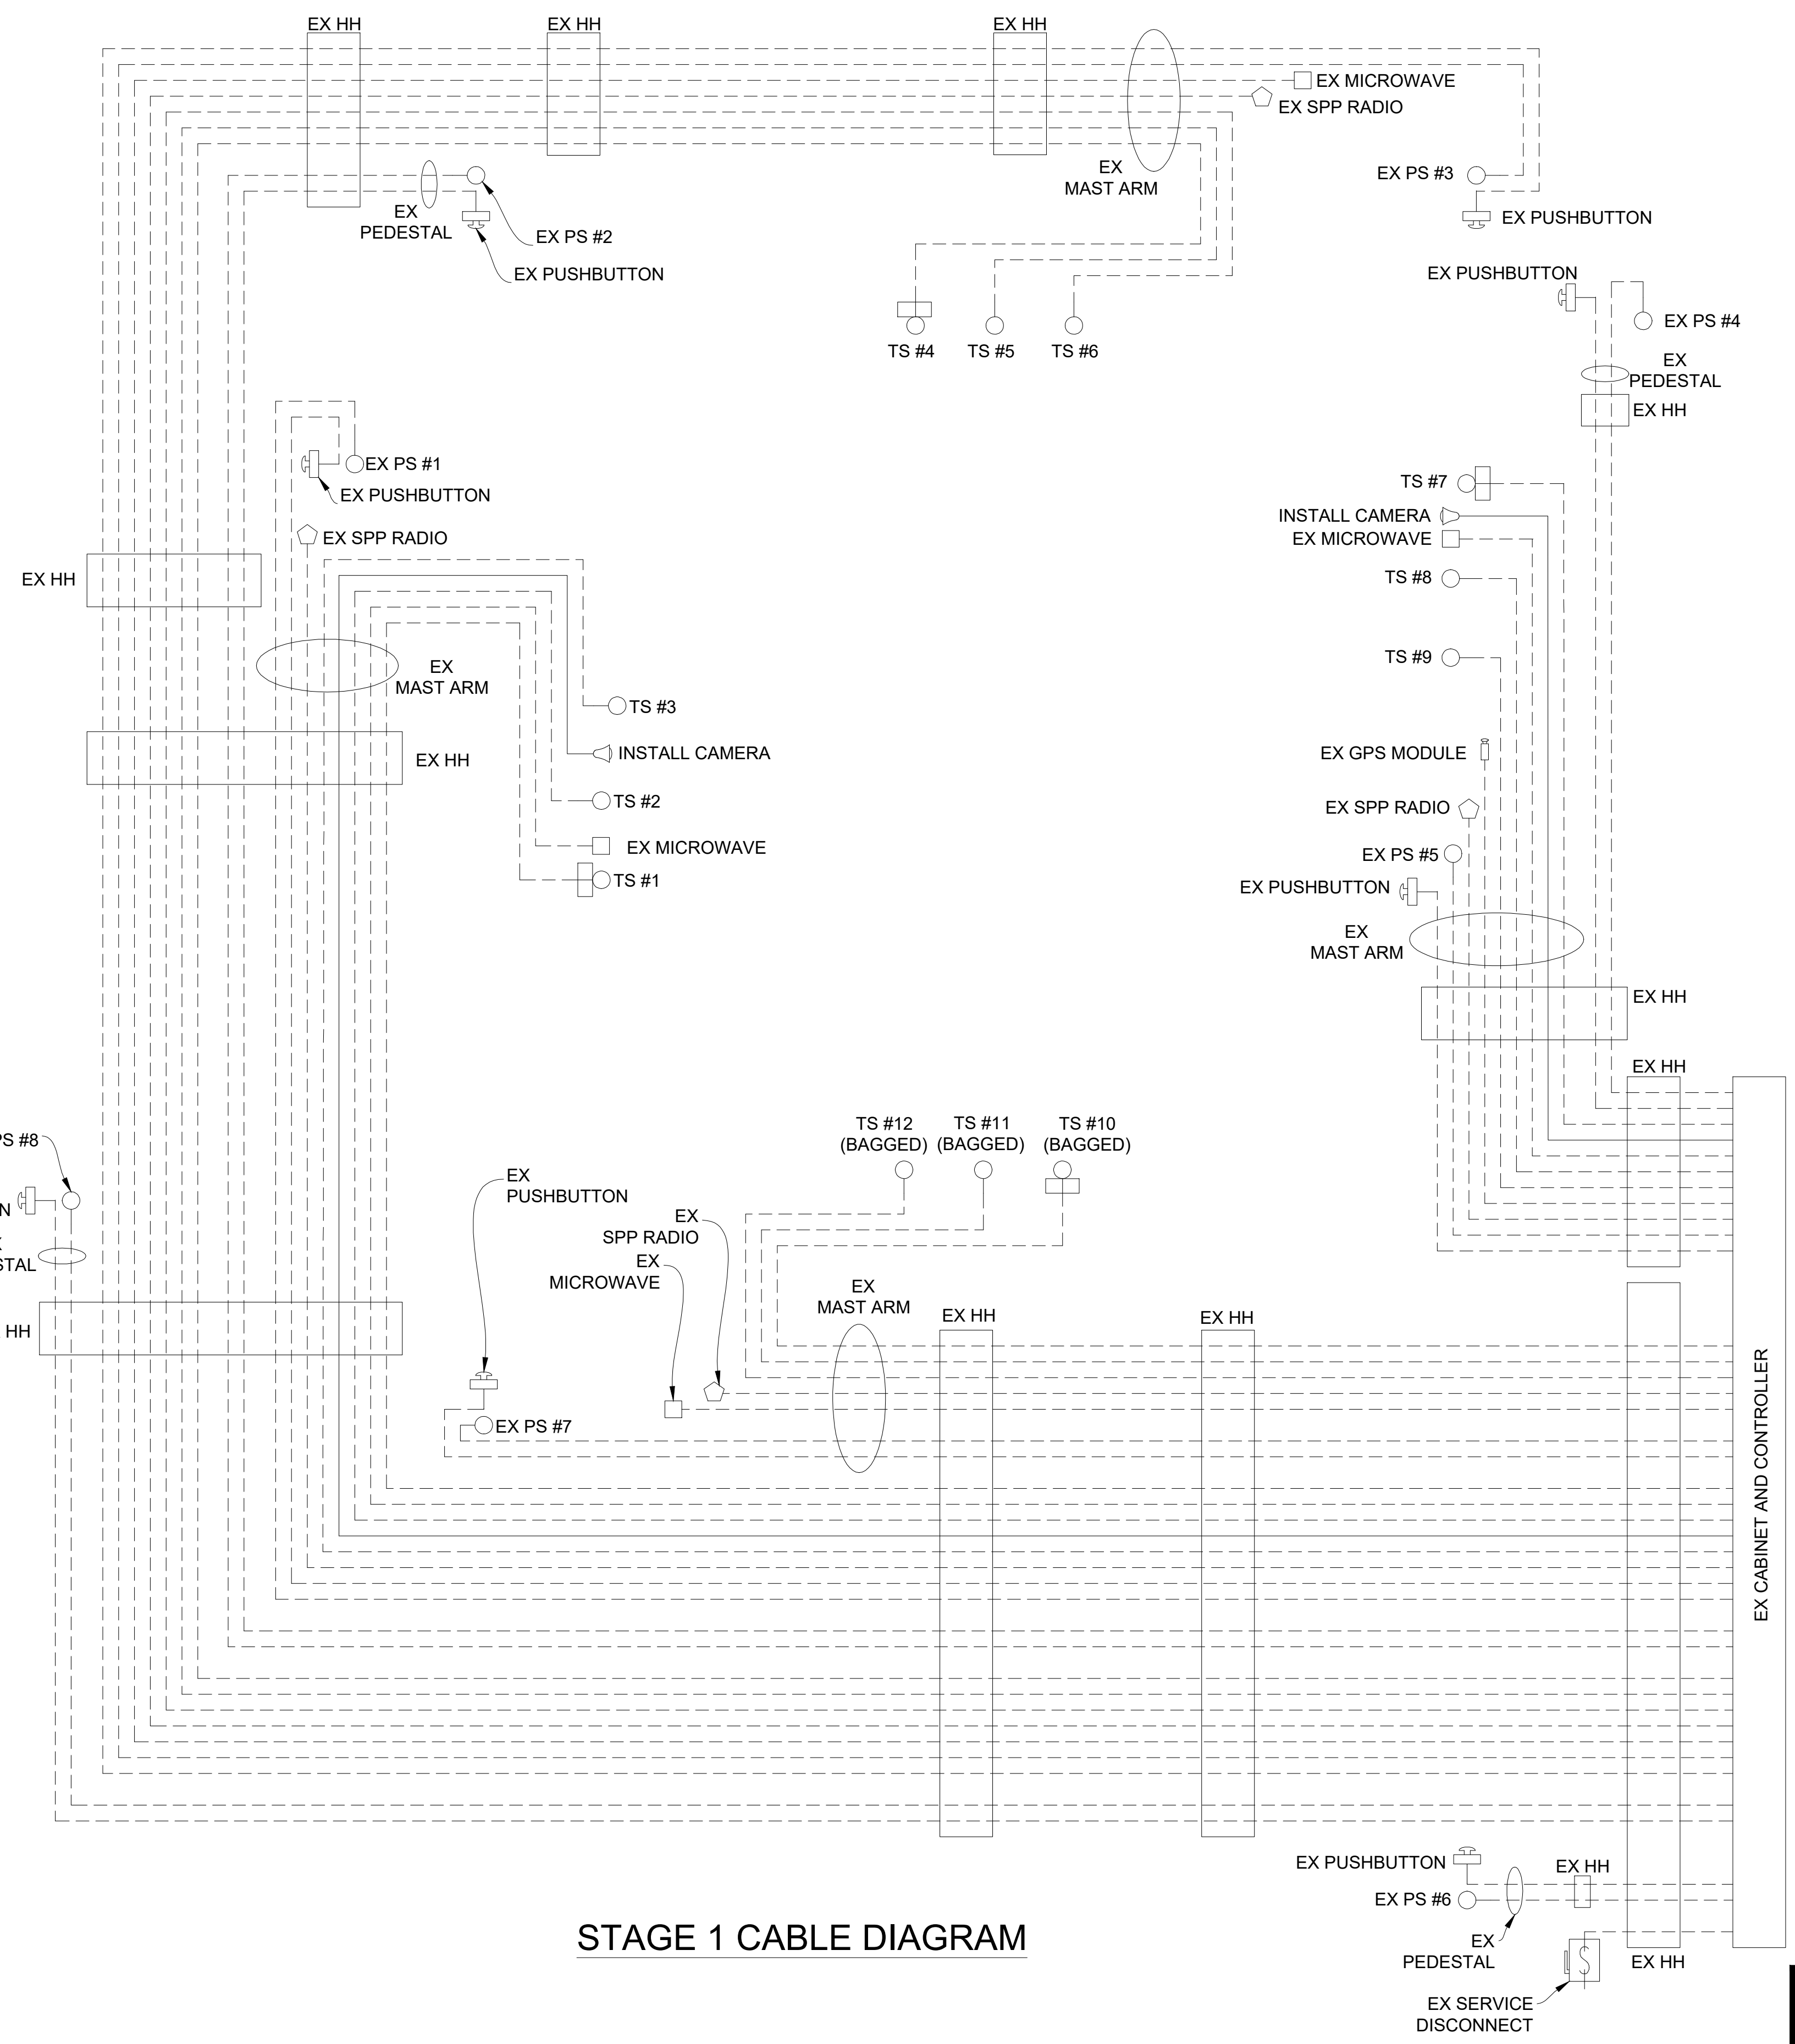 EX HH
EX HH
EX HH
EX MICROWAVE
EX SPP RADIO
EX
MAST ARM
EX PS #3
EX PUSHBUTTON
EX
PEDESTAL
EX PS #2
EX PUSHBUTTON
EX PUSHBUTTON
EX PS #4
TS #4
TS #5
TS #6
EX
PEDESTAL
EX HH
EX PS #1
EX PUSHBUTTON
EX SPP RADIO
EX HH
EX
MAST ARM
EX HH
TS #3
INSTALL CAMERA
TS #2
EX MICROWAVE
TS #1
TS #7
INSTALL CAMERA
EX MICROWAVE
TS #8
TS #9
EX GPS MODULE
EX SPP RADIO
EX PS #5
EX PUSHBUTTON
EX
MAST ARM
EX HH
EX HH
PS #8
N
STAL
HH
TS #12
(BAGGED)
TS #11
(BAGGED)
TS #10
(BAGGED)
EX
PUSHBUTTON
EX
SPP RADIO
EX
MICROWAVE
EX
MAST ARM
EX HH
EX HH
EX PS #7
EX CABINET AND CONTROLLER
EX PUSHBUTTON
EX HH
EX PS #6
EX
PEDESTAL
EX HH
EX SERVICE
DISCONNECT
STAGE 1 CABLE DIAGRAM